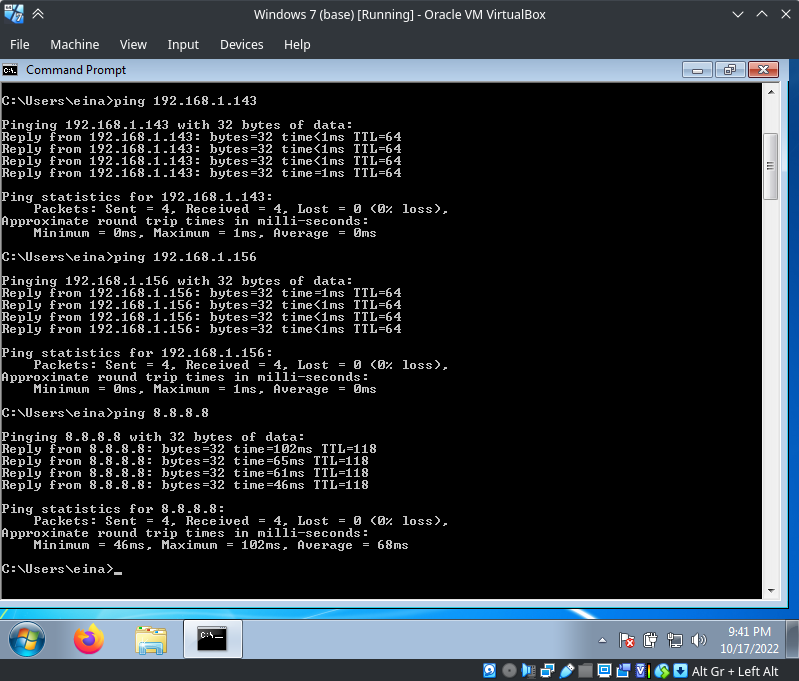 Windows 7 (base) [Running] - Oracle VM VirtualBox
File Machine View Input Devices Help
Command Prompt
C:\Users\eina>ping 192.168.1.143
Pinging 192.168.1.143 with 32 bytes of data:
Reply from 192.168.1.143: bytes=32 time<1ms TTL=64
Reply from 192.168.1.143: bytes=32 time<1ms TTL=64
Reply from 192.168.1.143: bytes=32 time<1ms TTL=64
Reply from 192.168.1.143: bytes=32 time=1ms TTL=64
Ping statistics for 192.168.1.143:
Packets: Sent = 4, Received = 4, Lost = 0 (0% loss),
Approximate round trip times in milli-seconds:
Minimum = 0ms, Maximum = 1ms, Average = 0ms
C:\Users\eina>ping 192.168.1.156
Pinging 192.168.1.156 with 32 bytes of data:
Reply from 192.168.1.156: bytes=32 time=1ms TTL=64
Reply from 192.168.1.156: bytes=32 time<1ms TTL=64
Reply from 192.168.1.156: bytes=32 time<1ms TTL=64
Reply from 192.168.1.156: bytes=32 time<1ms TTL=64
Ping statistics for 192.168.1.156:
Packets: Sent = 4, Received = 4, Lost = 0 (0% loss),
Approximate round trip times in milli-seconds:
Minimum = 0ms, Maximum = 1ms, Average = 0ms
C:\Users\eina>ping 8.8.8.8
Pinging 8.8.8.8 with 32 bytes of data:
Reply from 8.8.8.8: bytes=32 time=102ms TTL=118
Reply from 8.8.8.8: bytes=32 time=65ms TTL=118
Reply from 8.8.8.8: bytes=32 time=61ms TTL=118
Reply from 8.8.8.8: bytes=32 time=46ms TTL=118
Ping statistics for 8.8.8.8:
Packets: Sent = 4, Received = 4, Lost = 0 (0% loss),
Approximate round trip times in milli-seconds:
Minimum = 46ms, Maximum = 102ms, Average = 68ms
C:\Users\eina>_
9:41 PM
10/17/2022
Alt Gr + Left Alt